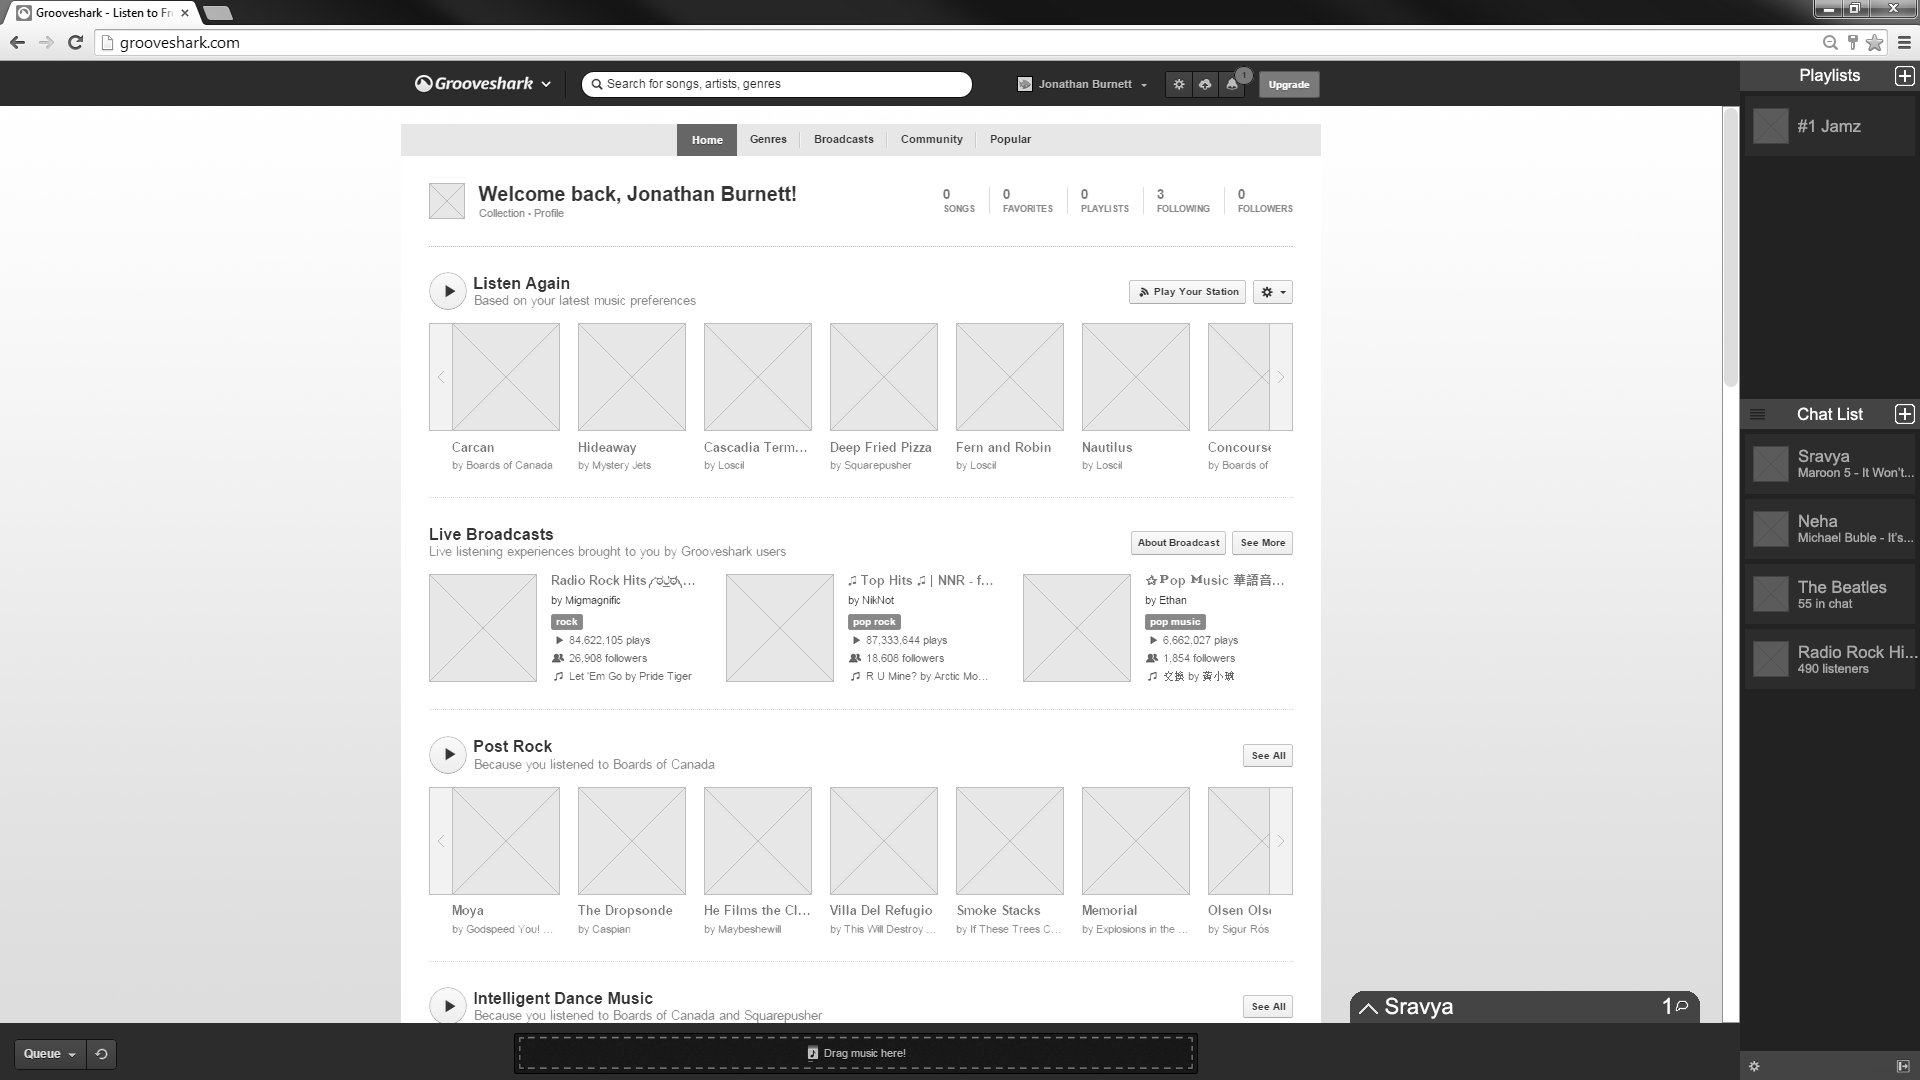 Grooveshark - Listen to Fr
grooveshark.com
Grooveshark
Search for songs, artists, genres
Jonathan Burnett
1
Upgrade
Home
Genres
Broadcasts
Community
Popular
Welcome back, Jonathan Burnett!
Collection - Profile
0 SONGS
0 FAVORITES
0 PLAYLISTS
3 FOLLOWING
0 FOLLOWERS
Listen Again
Based on your latest music preferences
Play Your Station
Carcan
by Boards of Canada
Hideaway
by Mystery Jets
Cascadia Term...
by Loscil
Deep Fried Pizza
by Squarepusher
Fern and Robin
by Loscil
Nautilus
by Loscil
Concourse
by Boards of
Live Broadcasts
Live listening experiences brought to you by Grooveshark users
About Broadcast
See More
Radio Rock Hits
by Migmagnific
rock
84,622,105 plays
26,908 followers
Let 'Em Go by Pride Tiger
♫ Top Hits ♫ | NNR - f...
by NikNot
pop rock
87,333,644 plays
18,608 followers
R U Mine? by Arctic Mo...
☆Pop Music 華語音...
by Ethan
pop music
6,662,027 plays
1,854 followers
交换 by 黄小琥
Post Rock
Because you listened to Boards of Canada
See All
Moya
by Godspeed You! ...
The Dropsonde
by Caspian
He Films the Cl...
by Maybeshewill
Villa Del Refugio
by This Will Destroy ...
Smoke Stacks
by If These Trees C...
Memorial
by Explosions in the ...
Olsen Ols
by Sigur Rós
Intelligent Dance Music
Because you listened to Boards of Canada and Squarepusher
See All
Queue
Drag music here!
Sravya
1
Playlists
#1 Jamz
Chat List
Sravya
Maroon 5 - It Won't...
Neha
Michael Buble - It's...
The Beatles
55 in chat
Radio Rock Hi...
490 listeners